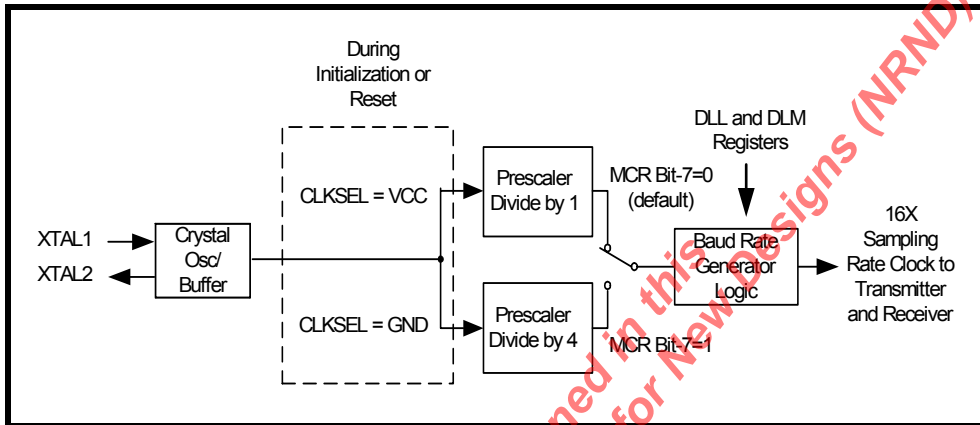 During
Initialization or
Reset
DLL and DLM
Registers
CLKSEL = VCC
Prescaler
Divide by 1
MCR Bit-7=0
(default)
XTAL1
XTAL2
Crystal
Osc/
Buffer
Baud Rate
Generator
Logic
16X
Sampling
Rate Clock to
Transmitter
and Receiver
CLKSEL = GND
Prescaler
Divide by 4
MCR Bit-7=1
in this
for New Designs (NRND)